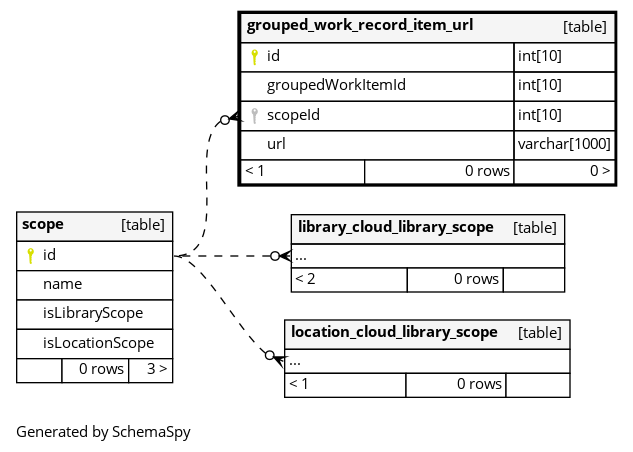 grouped_work_record_item_url [table]
id int[10]
groupedWorkItemId
scopeId int[10]
url varchar[1000]
< 1 0 rows 0 >
scope [table]
id
name
isLibraryScope
isLocationScope
0 rows 3 >
library_cloud_library_scope [table]
...
< 2 0 rows
location_cloud_library_scope [table]
...
< 1 0 rows
Generated by SchemaSpy